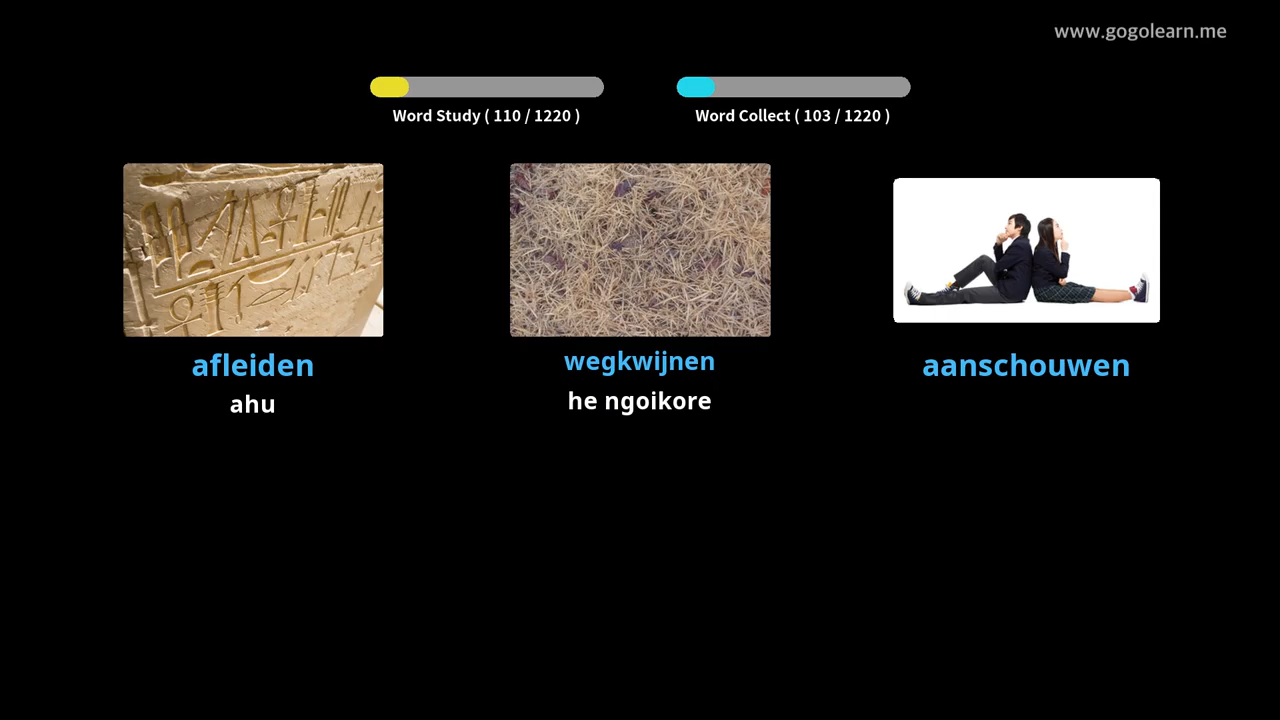 www.gogolearn.me
Word Study ( 110 / 1220 )
Word Collect ( 103 / 1220 )
afleiden
ahu
wegkwijnen
he ngoikore
aanschouwen